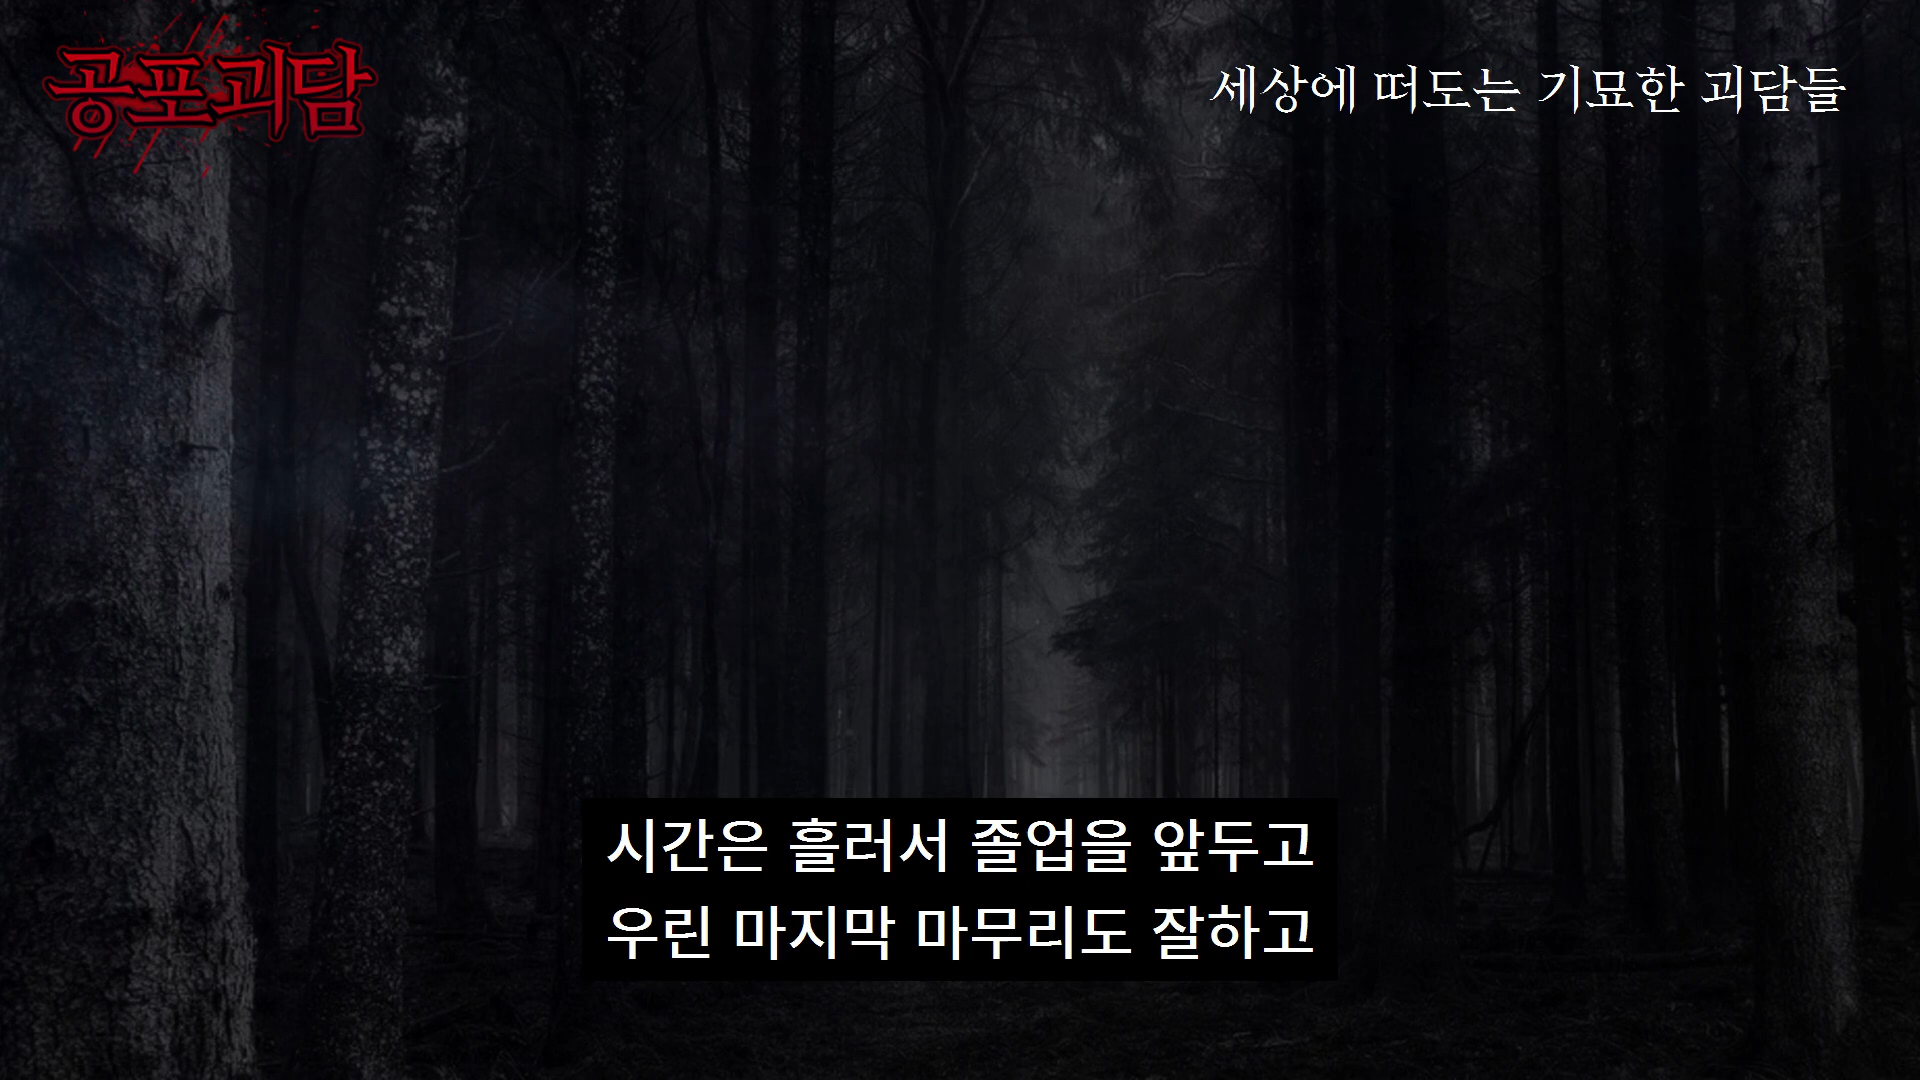 공포괴담
세상에 떠도는 기묘한 괴담들
시간은 흘러서 졸업을 앞두고
우린 마지막 마무리도 잘하고